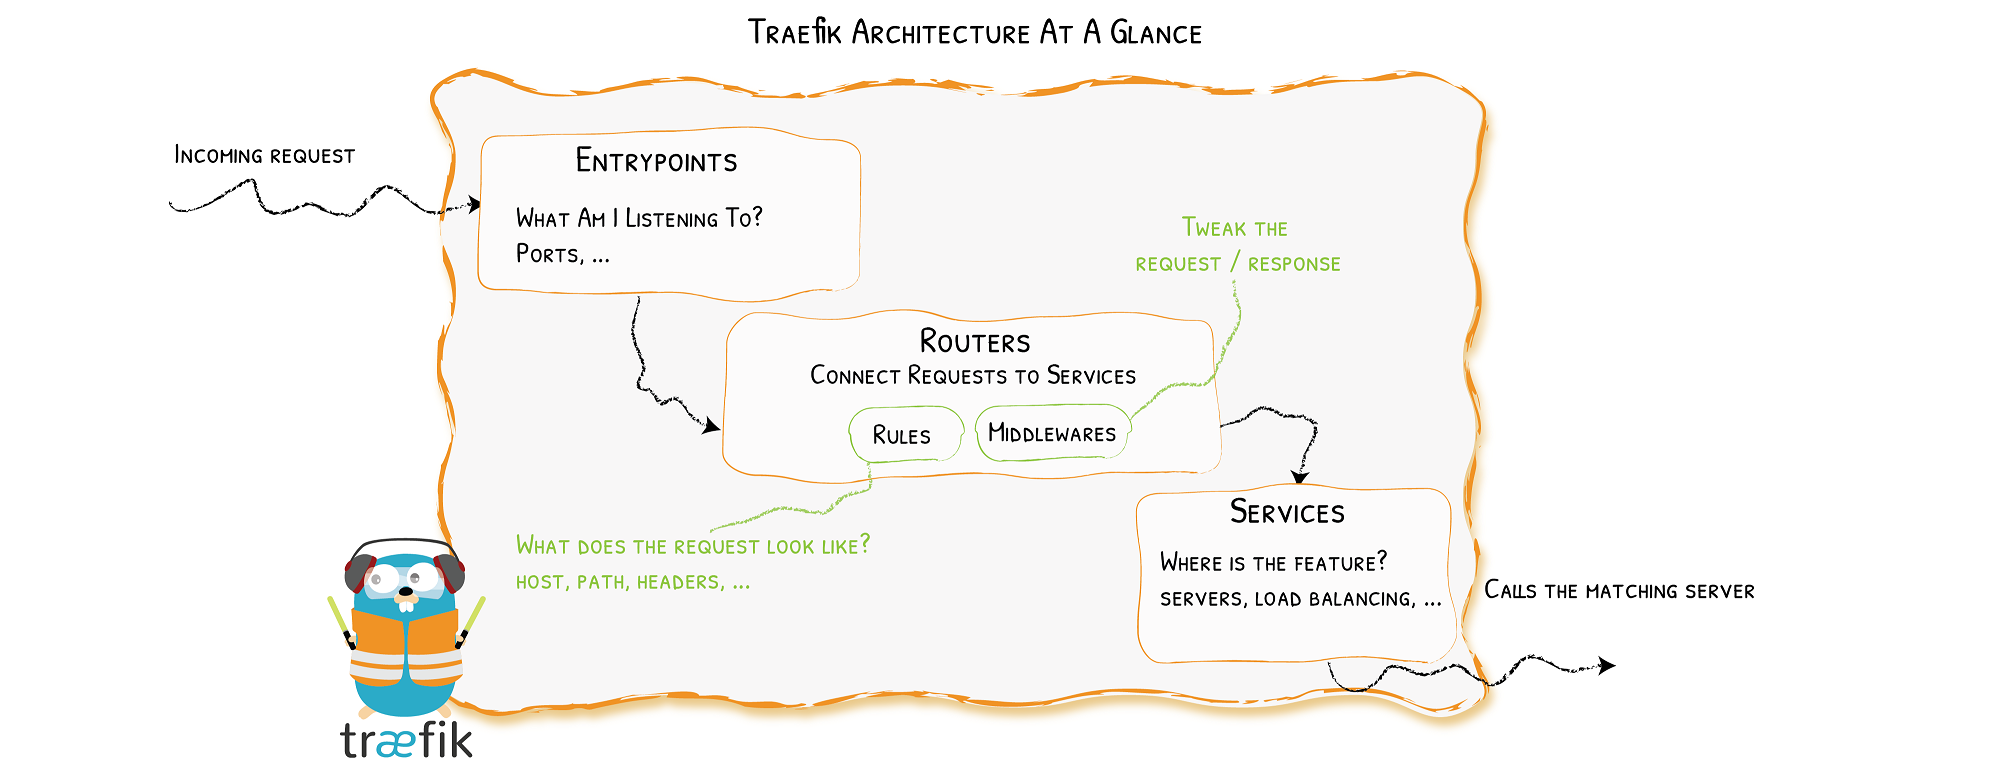 Traefik Architecture At A Glance
Incoming request
Entrypoints
What Am I Listening To?
Ports, ...
Tweak the
request / response
Routers
Connect Requests to Services
Rules
Middlewares
What does the request look like?
host, path, headers, ...
Services
Where is the feature?
servers, load balancing, ...
Calls the matching server
træfik